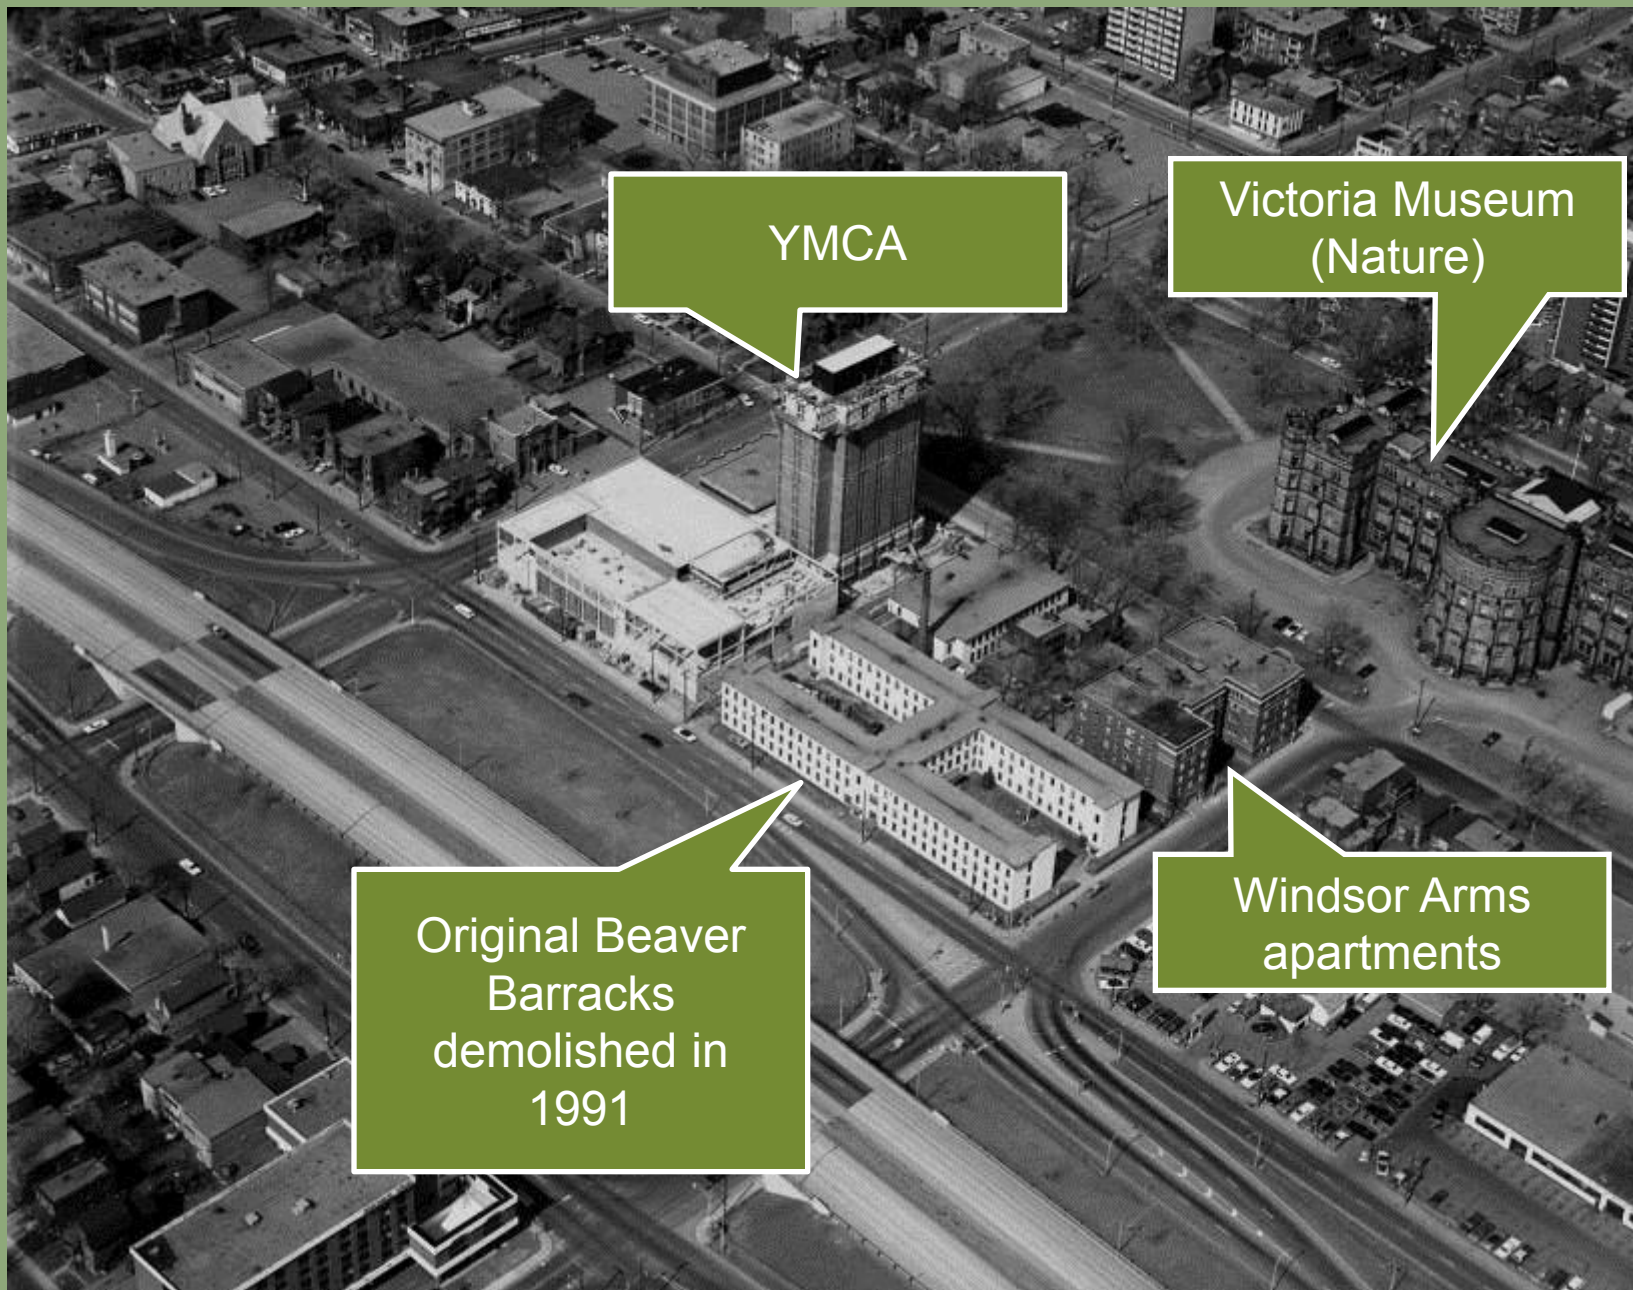 YMCA
Victoria Museum
(Nature)
Original Beaver
Barracks
demolished in
1991
Windsor Arms
apartments